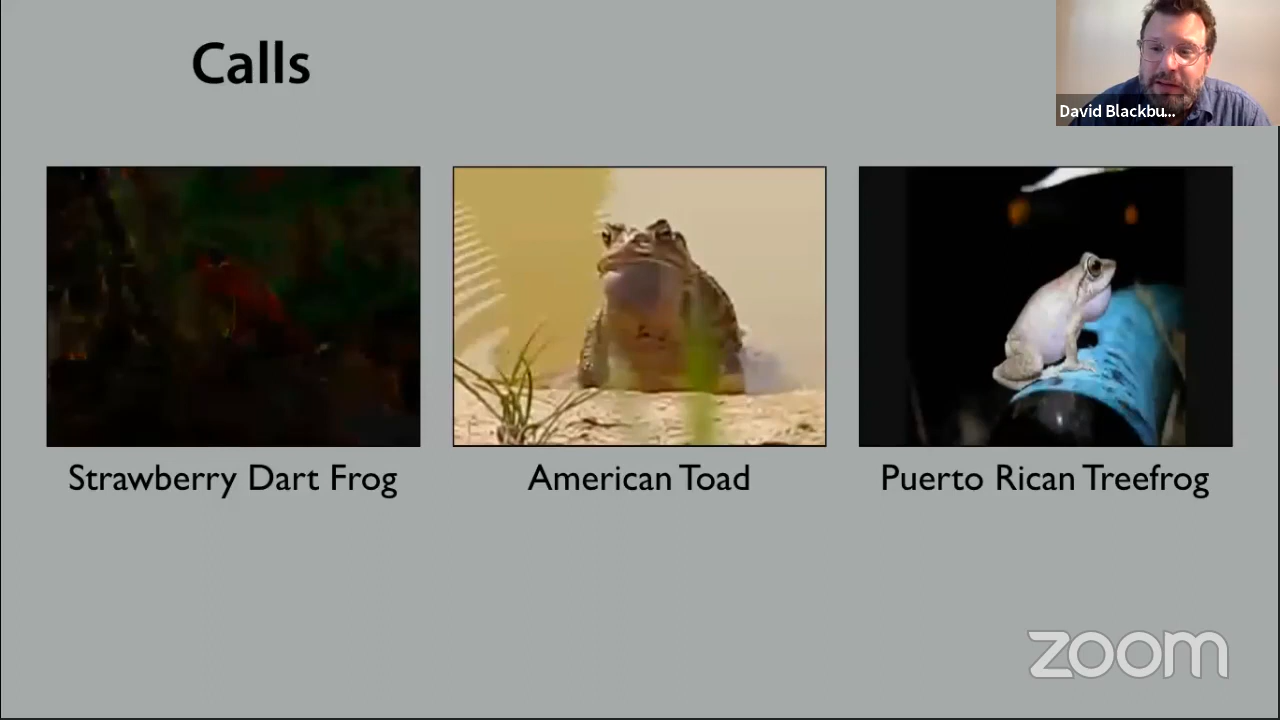 Calls
David Blackbu...
Strawberry Dart Frog
American Toad
Puerto Rican Treefrog
zoom